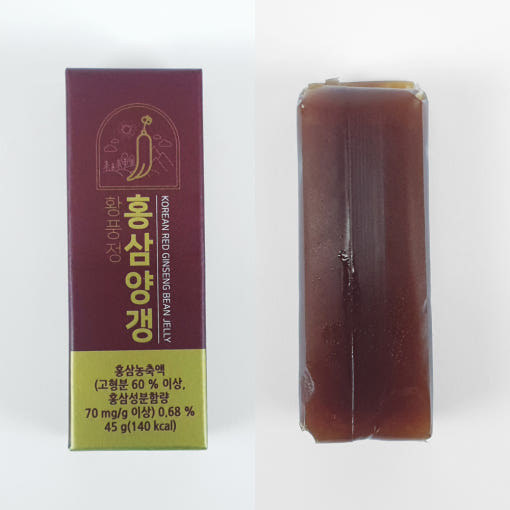 황풍정
홍삼양갱
KOREAN RED GINSENG BEAN JELLY
홍삼농축액
(고형분 60 % 이상,
홍삼성분함량
70 mg/g 이상) 0,68 %
45 g(140 kcal)